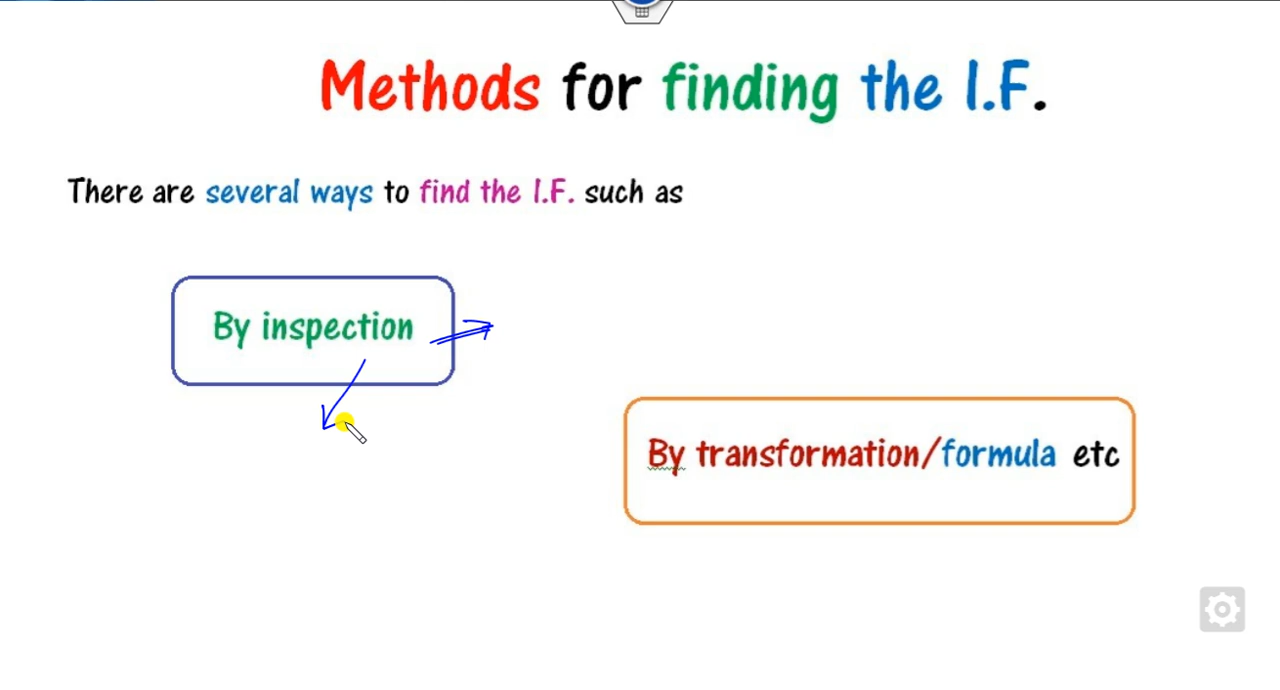 Methods for finding the I.F.
There are several ways to find the I.F. such as
By inspection
By transformation/formula etc